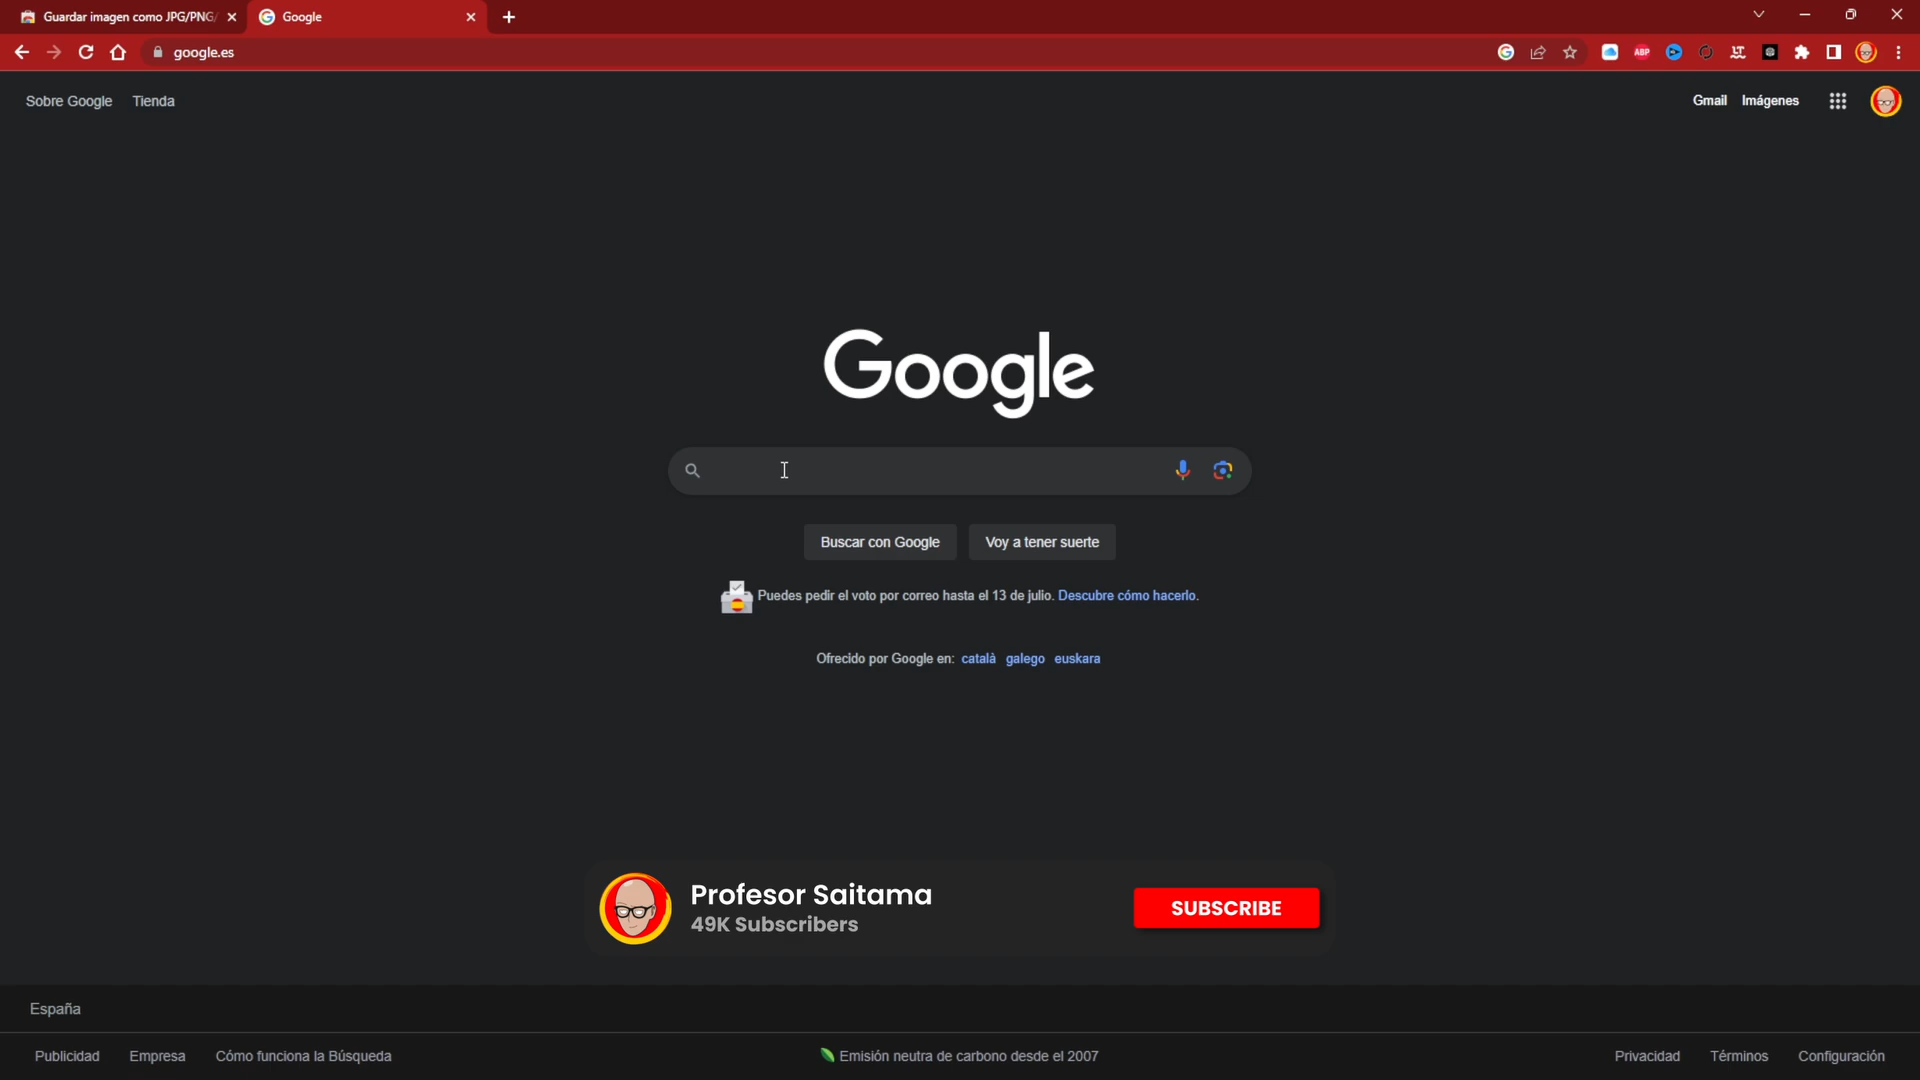 Guardar imagen como JPG/PNG/
Google
google.es
ABP
Sobre Google
Tienda
Gmail
Imágenes
Google
Buscar con Google
Voy a tener suerte
Puedes pedir el voto por correo hasta el 13 de julio. Descubre cómo hacerlo.
Ofrecido por Google en: català galego euskara
Profesor Saitama
49K Subscribers
SUBSCRIBE
España
Publicidad
Empresa
Cómo funciona la Búsqueda
Emisión neutra de carbono desde el 2007
Privacidad
Términos
Configuración